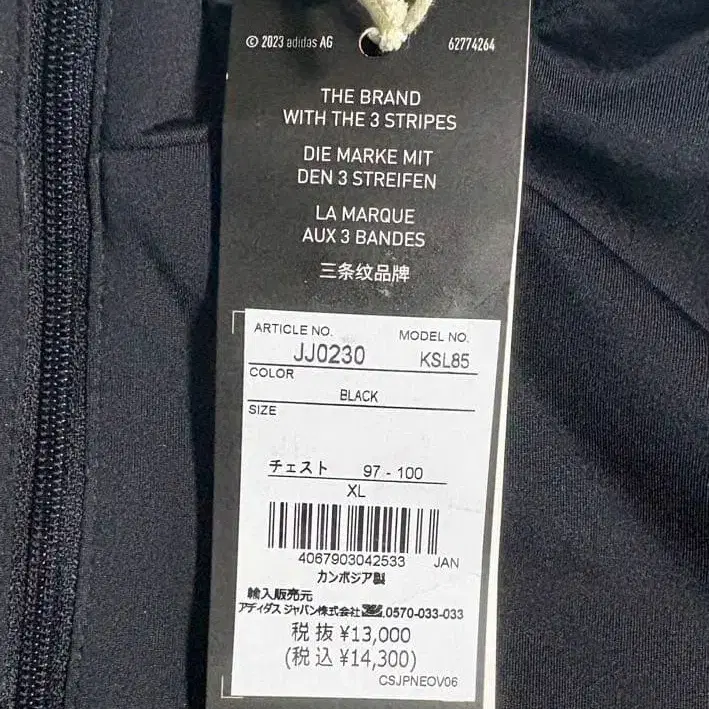 © 2023 adidas AG 62774264
THE BRAND
WITH THE 3 STRIPES
DIE MARKE MIT
DEN 3 STREIFEN
LA MARQUE
AUX 3 BANDES
三条纹品牌
ARTICLE NO. MODEL NO.
JJ0230 KSL85
COLOR
BLACK
SIZE
チェスト 97 - 100
XL
4067903042533 JAN
カンボジア製
輸入販売元
アディダス ジャパン株式会社 0570-033-033
税 抜 ¥13,000
(税 込 ¥14,300)
CSJPNEOV06